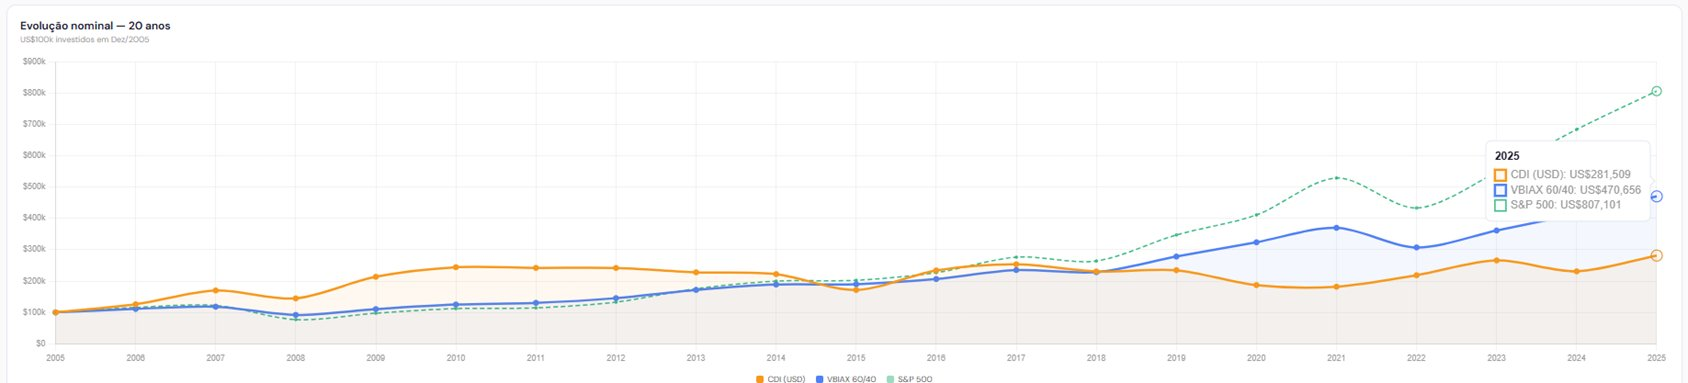 Evolução nominal — 20 anos
US$100k investidos em Dez/2005
$900k
$800k
$700k
$600k
$500k
$400k
$300k
$200k
$100k
$0
2025
CDI (USD): US$281,509
VBIAX 60/40: US$470,656
S&P 500: US$807,101
2005 2006 2007 2008 2009 2010 2011 2012 2013 2014 2015 2016 2017 2018 2019 2020 2021 2022 2023 2024 2025
CDI (USD) VBIAX 60/40 S&P 500